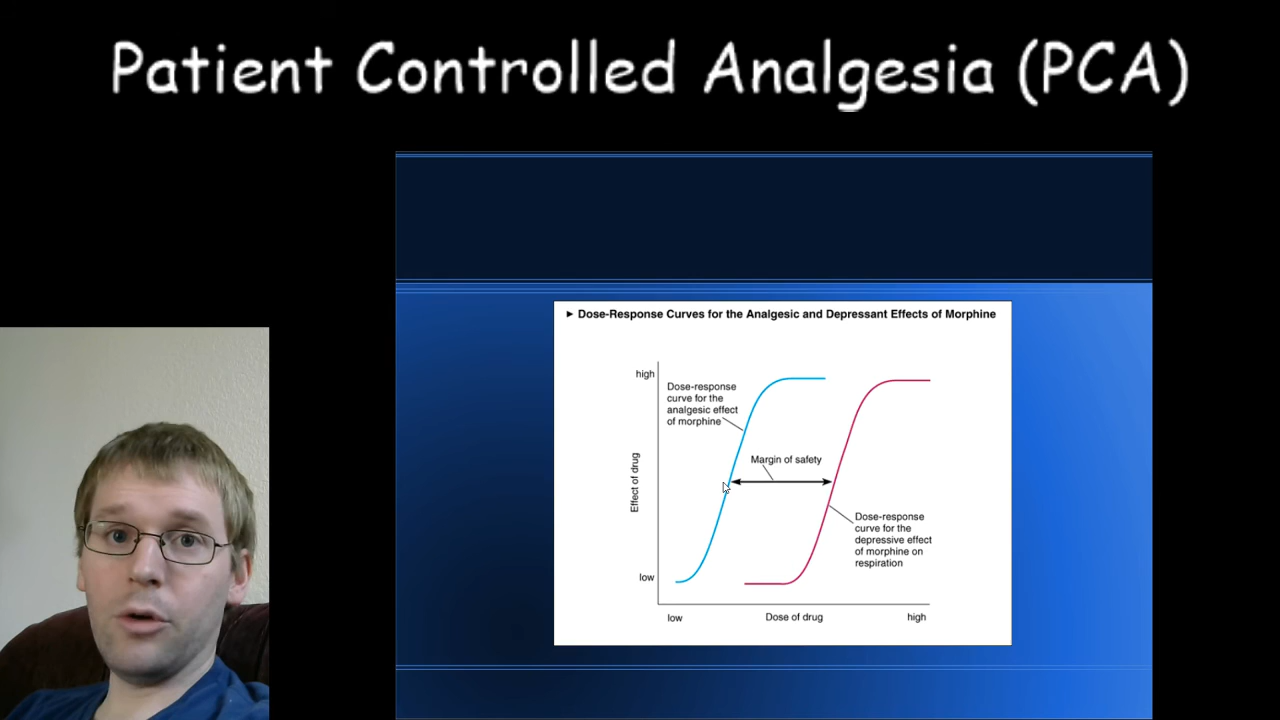 Patient Controlled Analgesia (PCA)
► Dose-Response Curves for the Analgesic and Depressant Effects of Morphine
high
Dose-response
curve for the
analgesic effect
of morphine
Margin of safety
Effect of drug
Dose-response
curve for the
depressive effect
of morphine on
respiration
low
low
Dose of drug
high